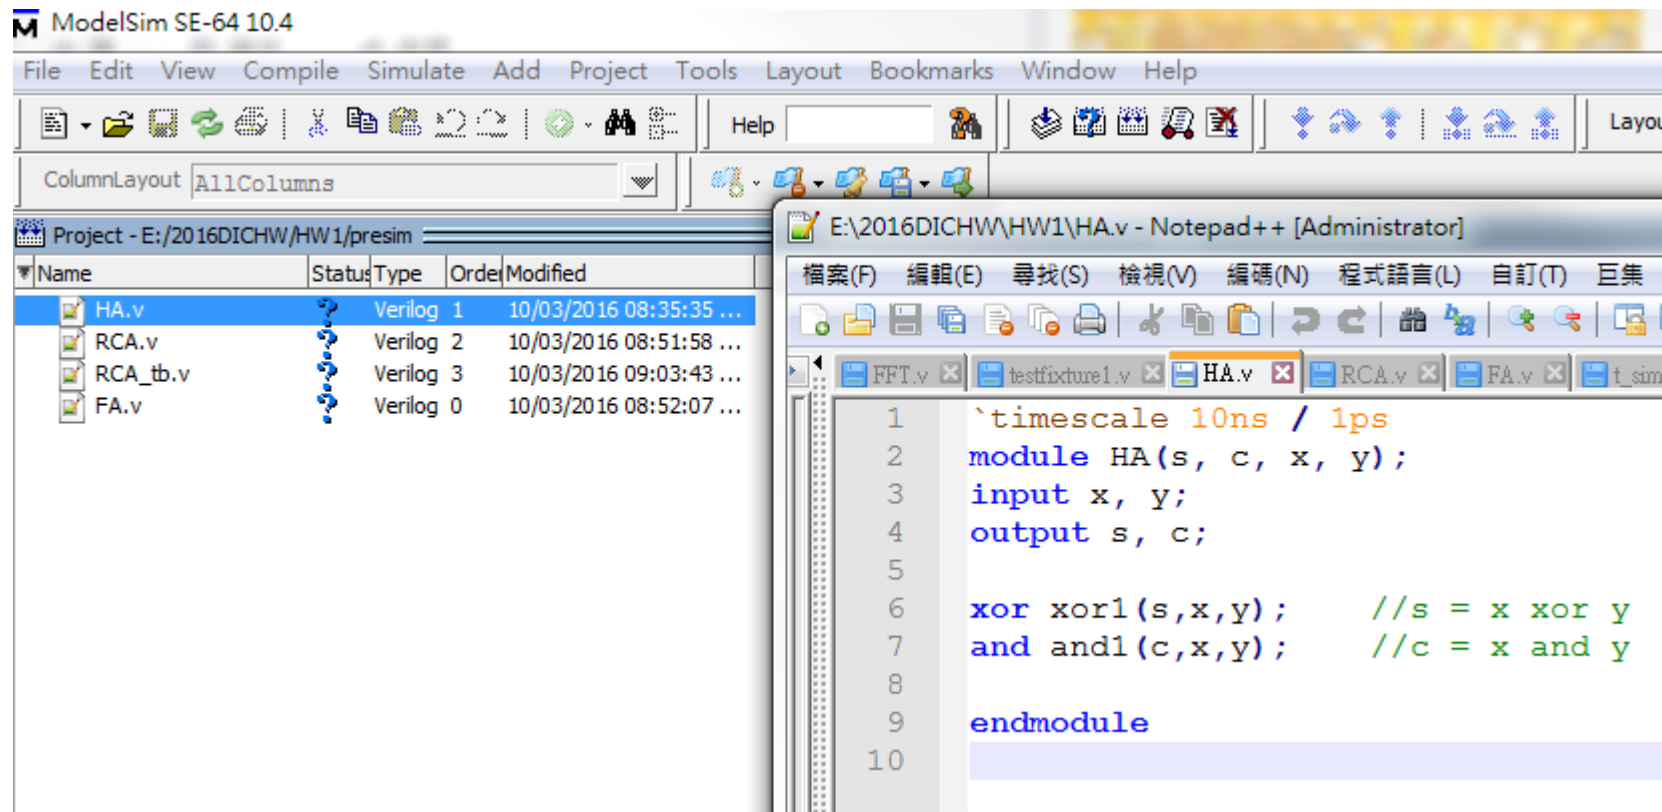 ModelSim SE-64 10.4
File Edit View Compile Simulate Add Project Tools Layout Bookmarks Window Help
Help
Layou
ColumnLayout AllColumns
Project - E:/2016DICHW/HW1/presim
Name Status Type Order Modified
HA.v Verilog 1 10/03/2016 08:35:35 ...
RCA.v Verilog 2 10/03/2016 08:51:58 ...
RCA_tb.v Verilog 3 10/03/2016 09:03:43 ...
FA.v Verilog 0 10/03/2016 08:52:07 ...
E:\2016DICHW\HW1\HA.v - Notepad++ [Administrator]
檔案(F) 編輯(E) 尋找(S) 檢視(V) 編碼(N) 程式語言(L) 自訂(T) 巨集
FFT.v testfixture1.v HA.v RCA.v FA.v t_sim
1 `timescale 10ns / 1ps
2 module HA(s, c, x, y);
3 input x, y;
4 output s, c;
5
6 xor xor1(s,x,y); //s = x xor y
7 and and1(c,x,y); //c = x and y
8
9 endmodule
10